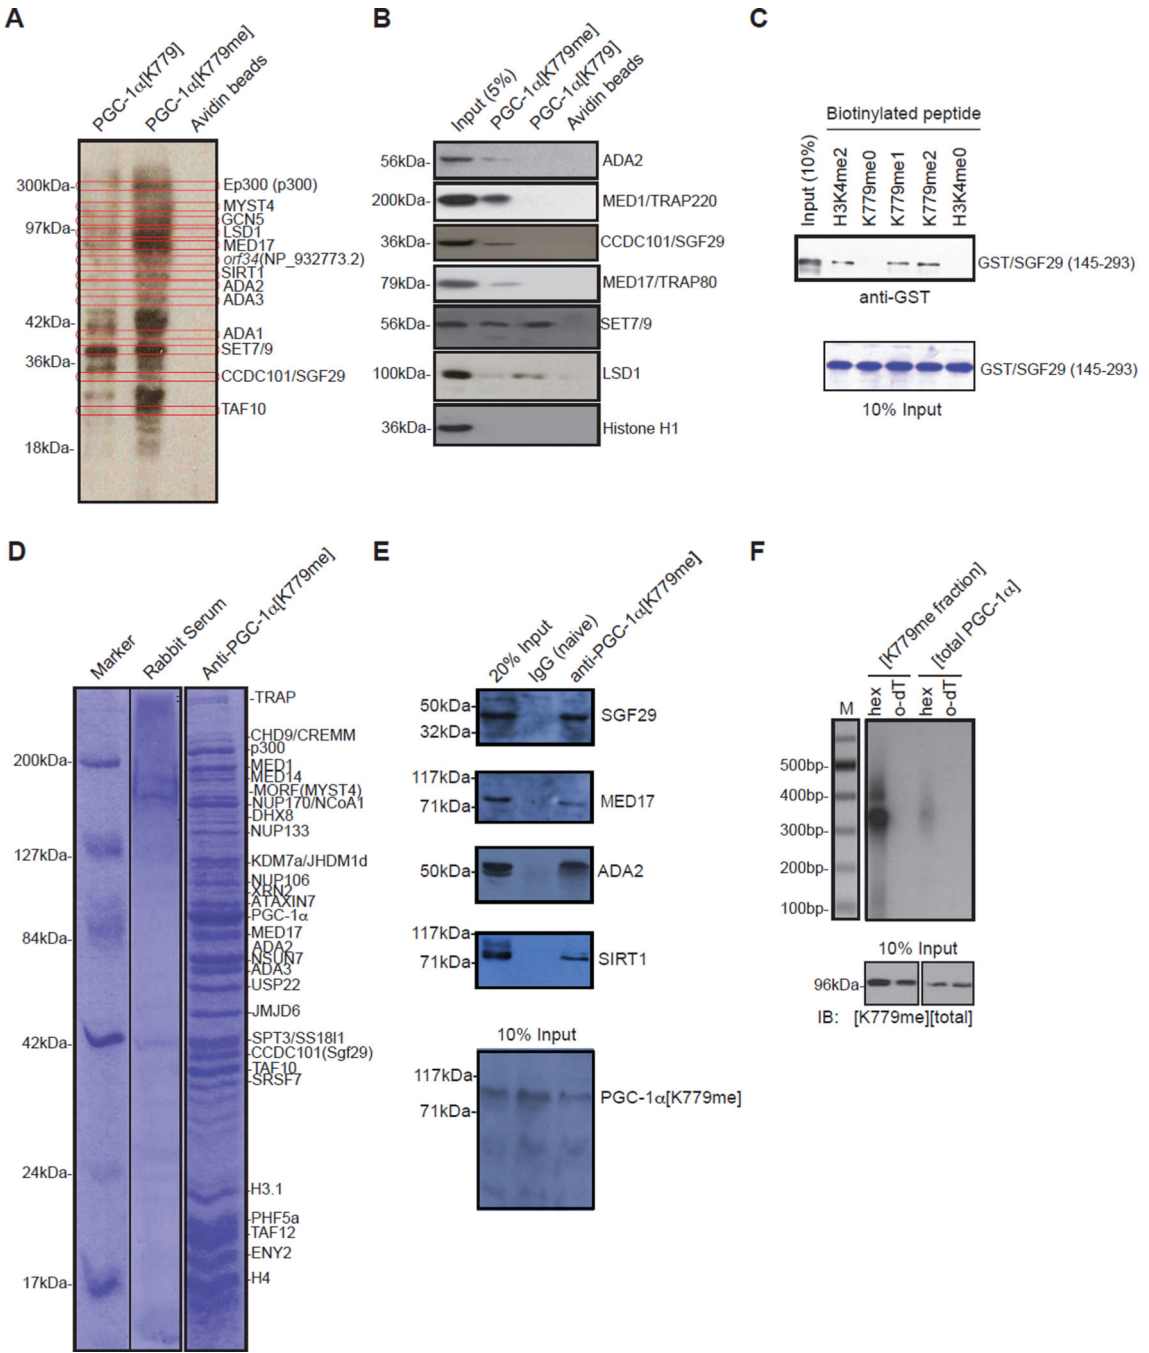 A
PGC-1α[K779]
PGC-1α[K779me]
Avidin beads
300kDa-
97kDa-
42kDa-
36kDa-
18kDa-
Ep300 (p300)
MYST4
GCN5
LSD1
MED17
orf34(NP_932773.2)
SIRT1
ADA2
ADA3
ADA1
SET7/9
CCDC101/SGF29
TAF10
B
Input (5%)
PGC-1α[K779me]
PGC-1α[K779]
Avidin beads
56kDa-
ADA2
200kDa-
MED1/TRAP220
36kDa-
CCDC101/SGF29
79kDa-
MED17/TRAP80
56kDa-
SET7/9
100kDa-
LSD1
36kDa-
Histone H1
C
Biotinylated peptide
Input (10%)
H3K4me2
K779me0
K779me1
K779me2
H3K4me0
GST/SGF29 (145-293)
anti-GST
GST/SGF29 (145-293)
10% Input
D
Marker
Rabbit Serum
Anti-PGC-1α[K779me]
200kDa-
127kDa-
84kDa-
42kDa-
24kDa-
17kDa-
-TRAP
-CHD9/CREMM
-p300
-MED1
-MED14
-MORF(MYST4)
-NUP170/NCoA1
-DHX8
-NUP133
-KDM7a/JHDM1d
-NUP106
-XRN2
-ATAXIN7
-PGC-1α
-MED17
ADA2
-NSUN7
-ADA3
-USP22
-JMJD6
-SPT3/SS18l1
-CCDC101(Sgf29)
-TAF10
-SRSF7
-H3.1
-PHF5a
-TAF12
-ENY2
-H4
E
20% Input
IgG (naive)
anti-PGC-1α[K779me]
50kDa-
32kDa-
SGF29
117kDa-
71kDa-
MED17
50kDa-
ADA2
117kDa-
71kDa-
SIRT1
10% Input
117kDa-
71kDa-
PGC-1α[K779me]
F
[K779me fraction]
[total PGC-1α]
M
hex
o-dT
hex
o-dT
500bp-
400bp-
300bp-
200bp-
100bp-
10% Input
96kDa-
IB: [K779me][total]